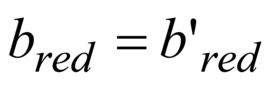 b_red = b'_red